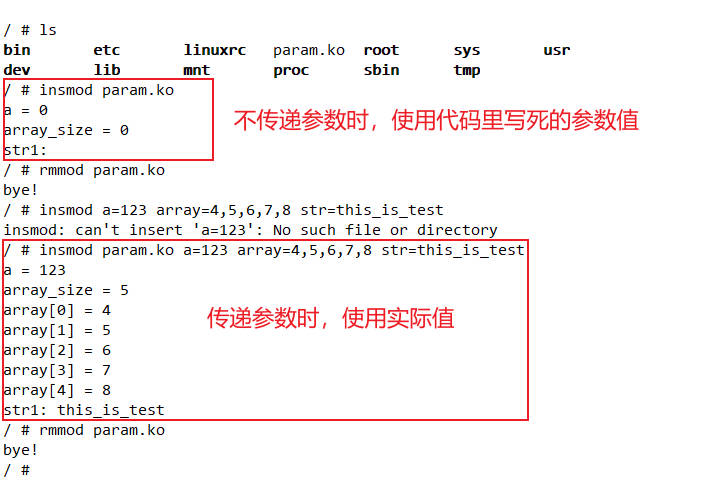 / # ls
bin etc linuxrc param.ko root sys usr
dev lib mnt proc sbin tmp
/ # insmod param.ko
a = 0
不传递参数时，使用代码里写死的参数值
array_size = 0
str1:
/ # rmmod param.ko
bye!
/ # insmod a=123 array=4,5,6,7,8 str=this_is_test
insmod: can't insert 'a=123': No such file or directory
/ # insmod param.ko a=123 array=4,5,6,7,8 str=this_is_test
a = 123
array_size = 5
array[0] = 4
传递参数时，使用实际值
array[1] = 5
array[2] = 6
array[3] = 7
array[4] = 8
str1: this_is_test
/ # rmmod param.ko
bye!
/ #